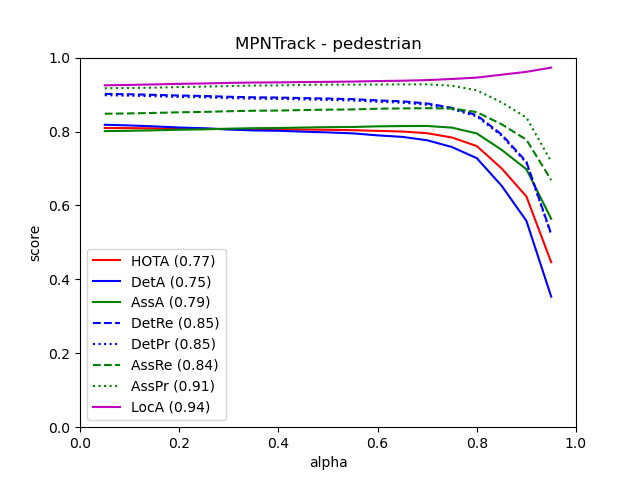 MPNTrack - pedestrian
1.0
0.8
0.6
0.4
0.2
0.0
score
HOTA (0.77)
DetA (0.75)
AssA (0.79)
DetRe (0.85)
DetPr (0.85)
AssRe (0.84)
AssPr (0.91)
LocA (0.94)
0.0 0.2 0.4 0.6 0.8 1.0
alpha